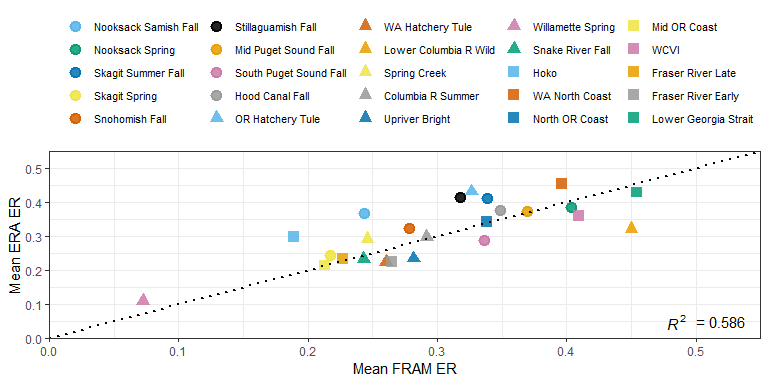 Nooksack Samish Fall Stillaguamish Fall WA Hatchery Tule Willamette Spring Mid OR Coast
Nooksack Spring Mid Puget Sound Fall Lower Columbia R Wild Snake River Fall WCVI
Skagit Summer Fall South Puget Sound Fall Spring Creek Hoko Fraser River Late
Skagit Spring Hood Canal Fall Columbia R Summer WA North Coast Fraser River Early
Snohomish Fall OR Hatchery Tule Upriver Bright North OR Coast Lower Georgia Strait
Mean ERA ER
0.5
0.4
0.3
0.2
0.1
0.0
R² = 0.586
0.0 0.1 0.2 0.3 0.4 0.5
Mean FRAM ER